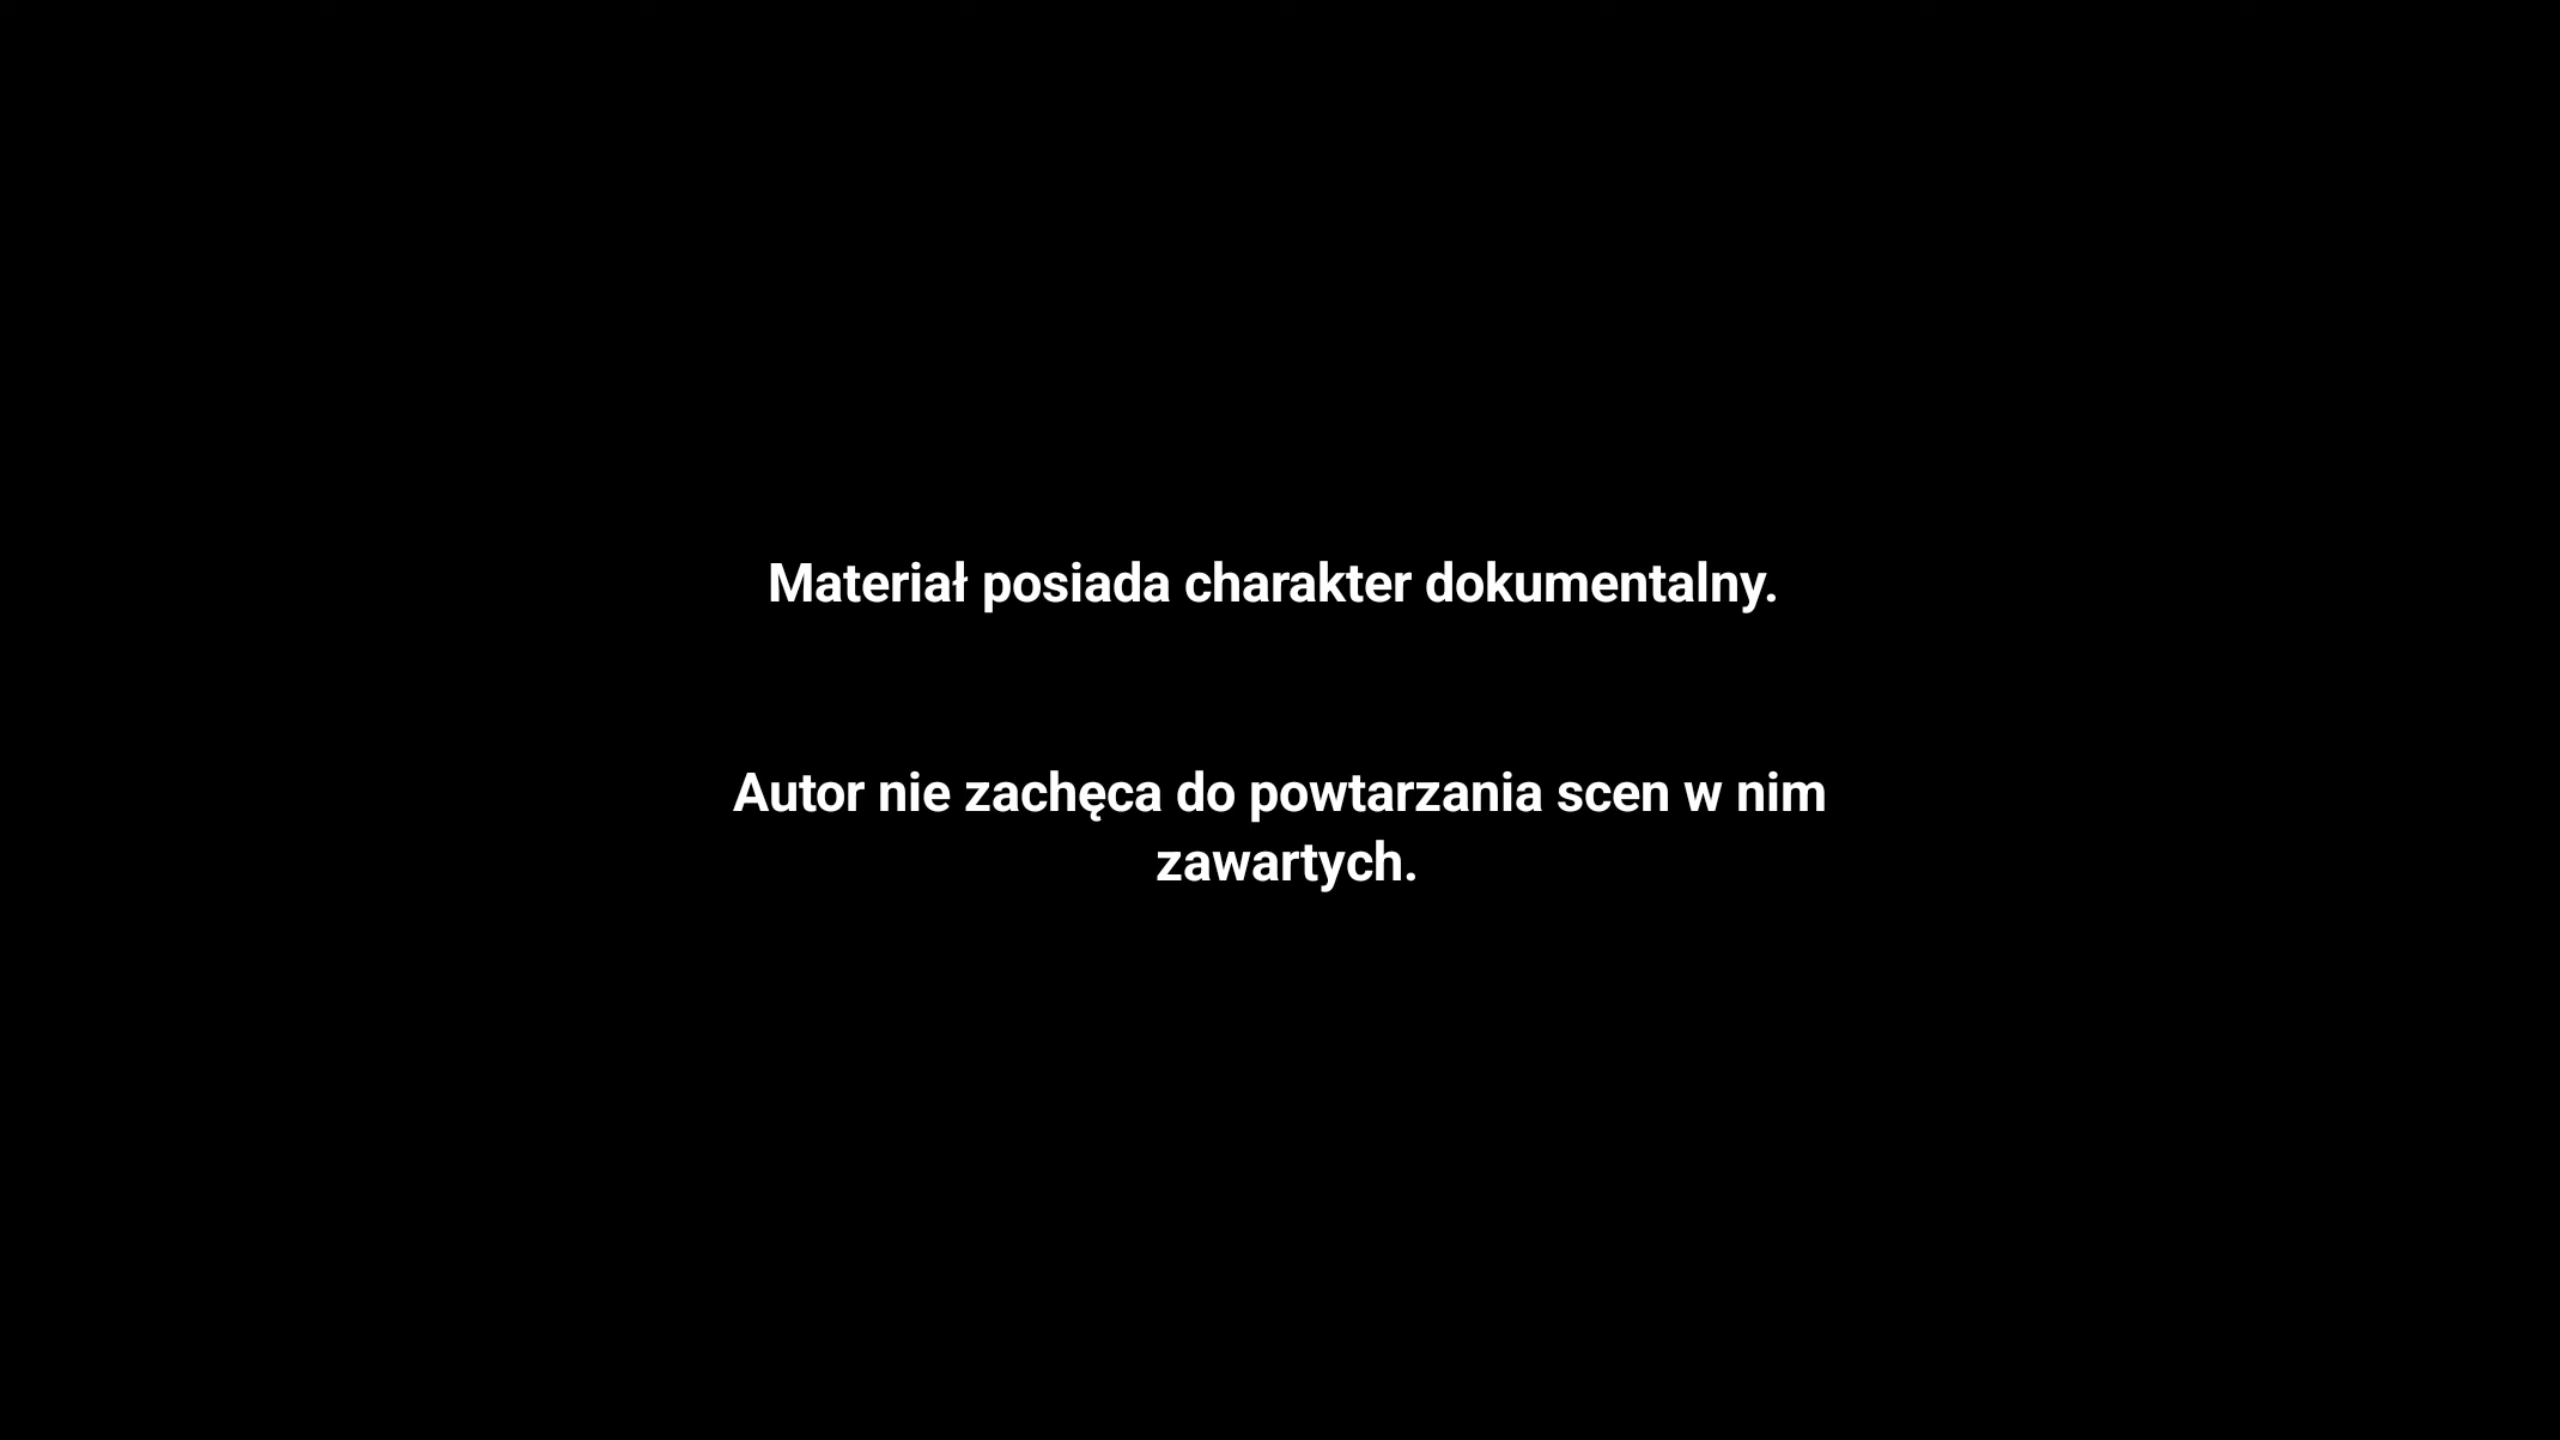 Materiał posiada charakter dokumentalny.
Autor nie zachęca do powtarzania scen w nim
zawartych.